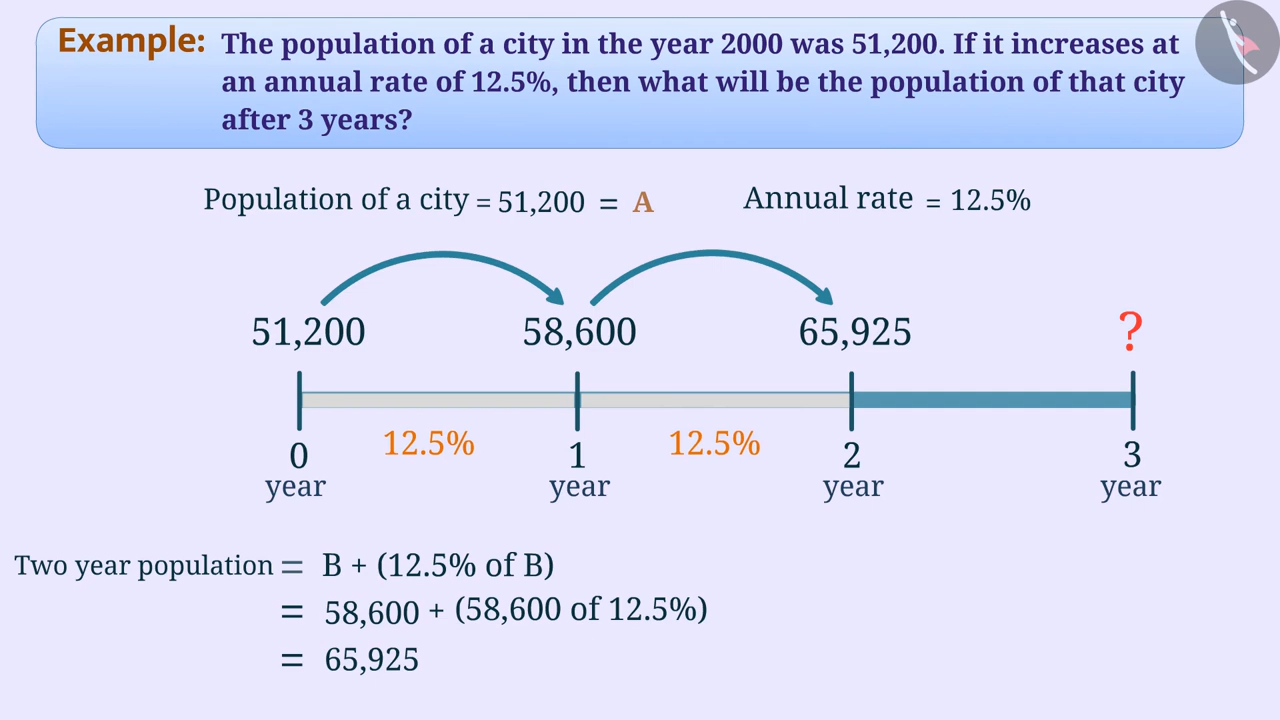 Example: The population of a city in the year 2000 was 51,200. If it increases at
an annual rate of 12.5%, then what will be the population of that city
after 3 years?
Population of a city = 51,200 = A Annual rate = 12.5%
51,200 58,600 65,925 ?
12.5% 12.5%
0 1 2 3
year year year year
Two year population = B + (12.5% of B)
= 58,600 + (58,600 of 12.5%)
= 65,925